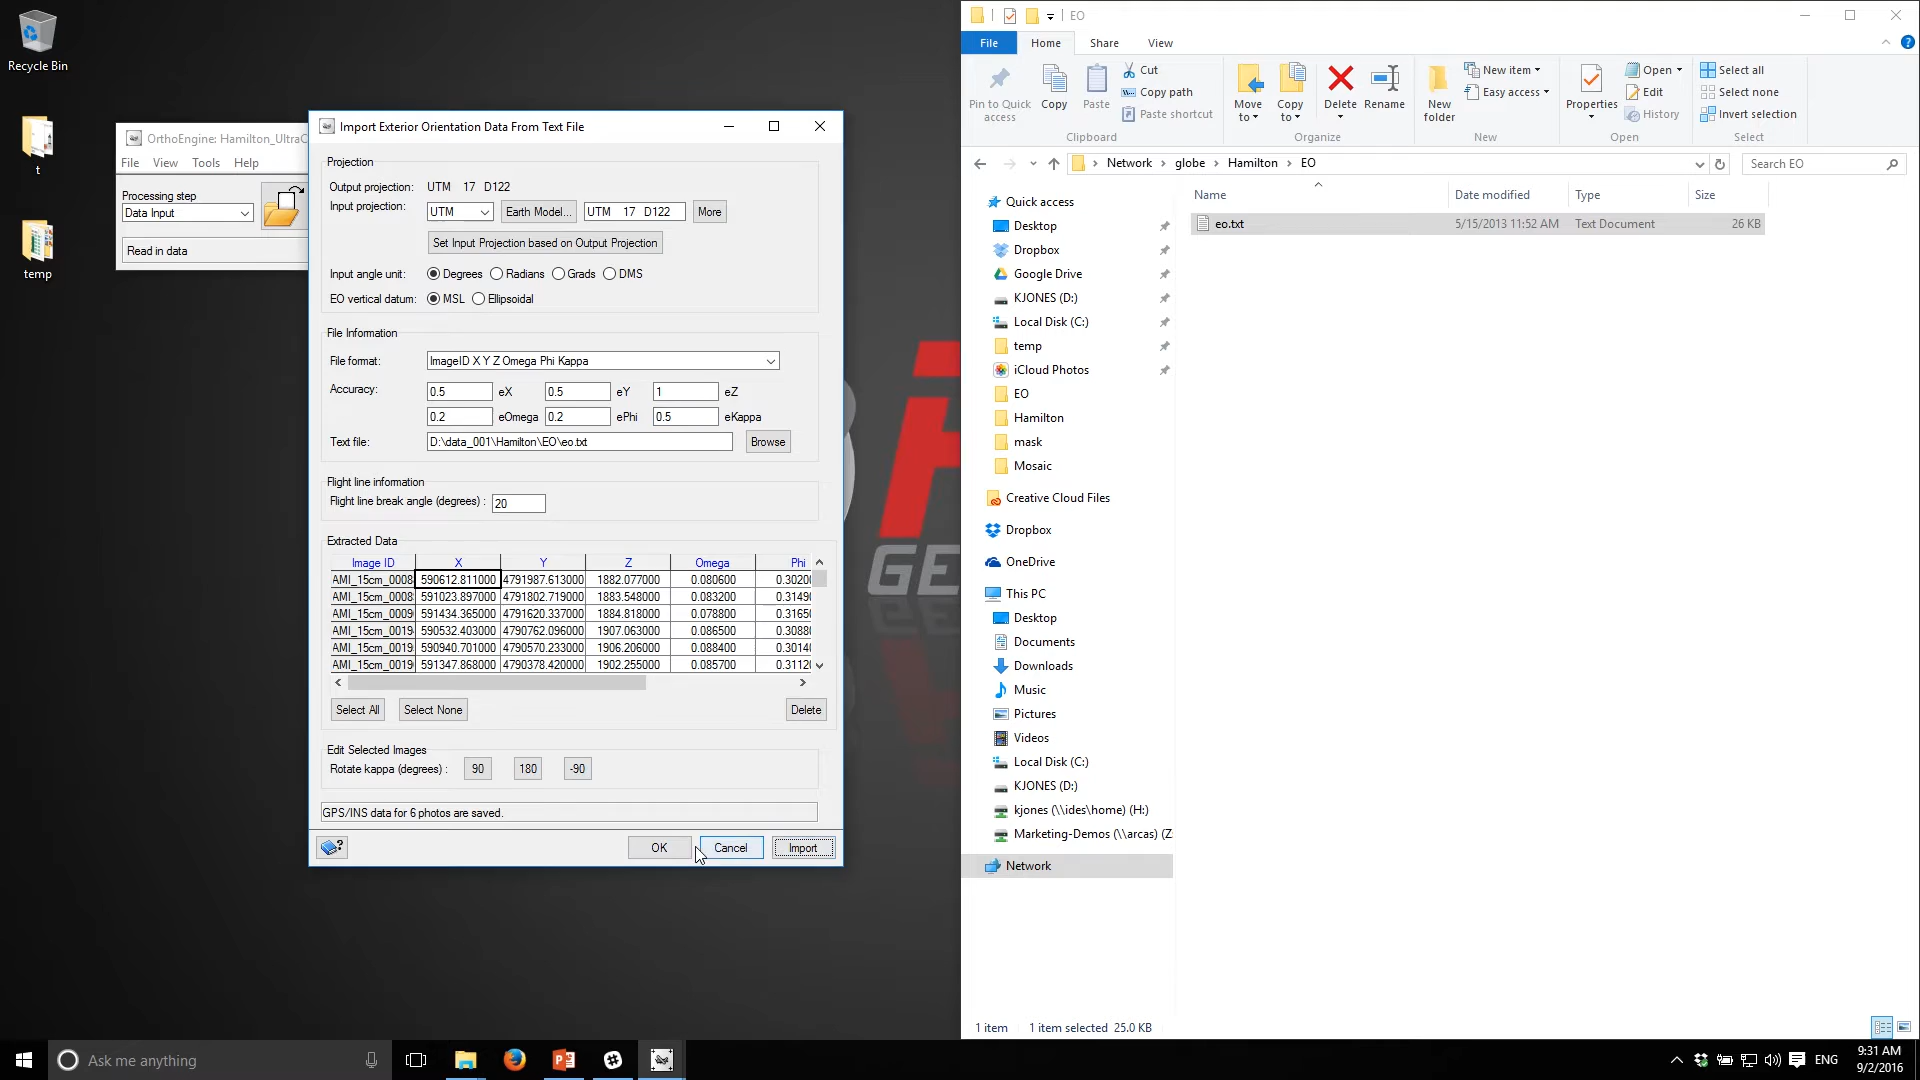 Recycle Bin
t
temp
OrthoEngine: Hamilton_UltraC
File View Tools Help
Processing step
Data Input
Read in data
Import Exterior Orientation Data From Text File
Projection
Output projection: UTM 17 D122
Input projection: UTM Earth Model... UTM 17 D122 More
Set Input Projection based on Output Projection
Input angle unit: Degrees Radians Grads DMS
EO vertical datum: MSL Ellipsoidal
File Information
File format: ImageID X Y Z Omega Phi Kappa
Accuracy: 0.5 eX 0.5 eY 1 eZ
0.2 eOmega 0.2 ePhi 0.5 eKappa
Text file: D:\data_001\Hamilton\EO\eo.txt Browse
Flight line information
Flight line break angle (degrees) : 20
Extracted Data
Image ID X Y Z Omega Phi
AMI_15cm_0008 590612.811000 4791987.613000 1882.077000 0.080600 0.3020
AMI_15cm_0008 591023.897000 4791802.719000 1883.548000 0.083200 0.3149
AMI_15cm_0009 591434.365000 4791620.337000 1884.818000 0.078800 0.3165
AMI_15cm_0019 590532.403000 4790762.096000 1907.063000 0.086500 0.3088
AMI_15cm_0019 590940.701000 4790570.233000 1906.206000 0.088400 0.3014
AMI_15cm_0019 591347.868000 4790378.420000 1902.255000 0.085700 0.3112
Select All Select None Delete
Edit Selected Images
Rotate kappa (degrees) : 90 180 -90
GPS/INS data for 6 photos are saved.
OK Cancel Import
GE
EO
File Home Share View
Pin to Quick access
Copy
Paste
Cut
Copy path
Paste shortcut
Clipboard
Move to
Copy to
Delete
Rename
Organize
New folder
New item
Easy access
New
Properties
Open
Edit
History
Open
Select all
Select none
Invert selection
Select
Network > globe > Hamilton > EO
Search EO
Name Date modified Type Size
eo.txt 5/15/2013 11:52 AM Text Document 26 KB
Quick access
Desktop
Dropbox
Google Drive
KJONES (D:)
Local Disk (C:)
temp
iCloud Photos
EO
Hamilton
mask
Mosaic
Creative Cloud Files
Dropbox
OneDrive
This PC
Desktop
Documents
Downloads
Music
Pictures
Videos
Local Disk (C:)
KJONES (D:)
kjones (\\ides\home) (H:)
Marketing-Demos (\\arcas) (Z
Network
1 item 1 item selected 25.0 KB
Ask me anything
ENG
9:31 AM
9/2/2016